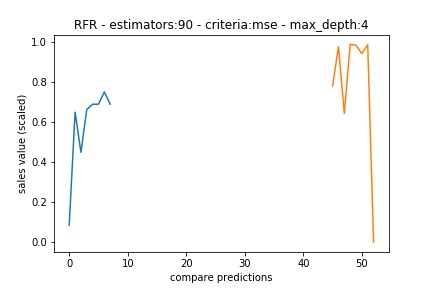 RFR - estimators:90 - criteria:mse - max_depth:4
1.0
0.8
0.6
0.4
0.2
0.0
sales value (scaled)
0 10 20 30 40 50
compare predictions